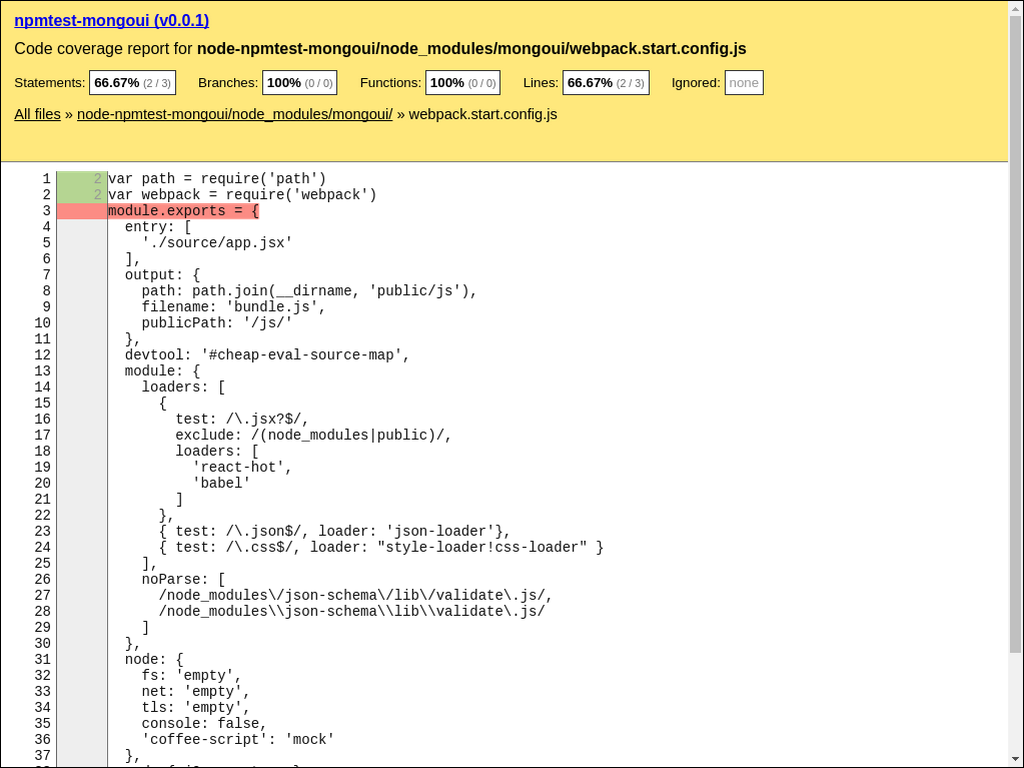 npmtest-mongoui (v0.0.1)
Code coverage report for node-npmtest-mongoui/node_modules/mongoui/webpack.start.config.js
Statements: 66.67% (2 / 3) Branches: 100% (0 / 0) Functions: 100% (0 / 0) Lines: 66.67% (2 / 3) Ignored: none
All files » node-npmtest-mongoui/node_modules/mongoui/ » webpack.start.config.js
1 2 var path = require('path')
2 2 var webpack = require('webpack')
3 module.exports = {
4   entry: [
5     './source/app.jsx'
6   ],
7   output: {
8     path: path.join(__dirname, 'public/js'),
9     filename: 'bundle.js',
10     publicPath: '/js/'
11   },
12   devtool: '#cheap-eval-source-map',
13   module: {
14     loaders: [
15       {
16         test: /\.jsx?$/,
17         exclude: /(node_modules|public)/,
18         loaders: [
19           'react-hot',
20           'babel'
21         ]
22       },
23       { test: /\.json$/, loader: 'json-loader'},
24       { test: /\.css$/, loader: "style-loader!css-loader" }
25     ],
26     noParse: [
27       /node_modules\/json-schema\/lib\/validate\.js/,
28       /node_modules\\json-schema\\lib\\validate\.js/
29     ]
30   },
31   node: {
32     fs: 'empty',
33     net: 'empty',
34     tls: 'empty',
35     console: false,
36     'coffee-script': 'mock'
37   },